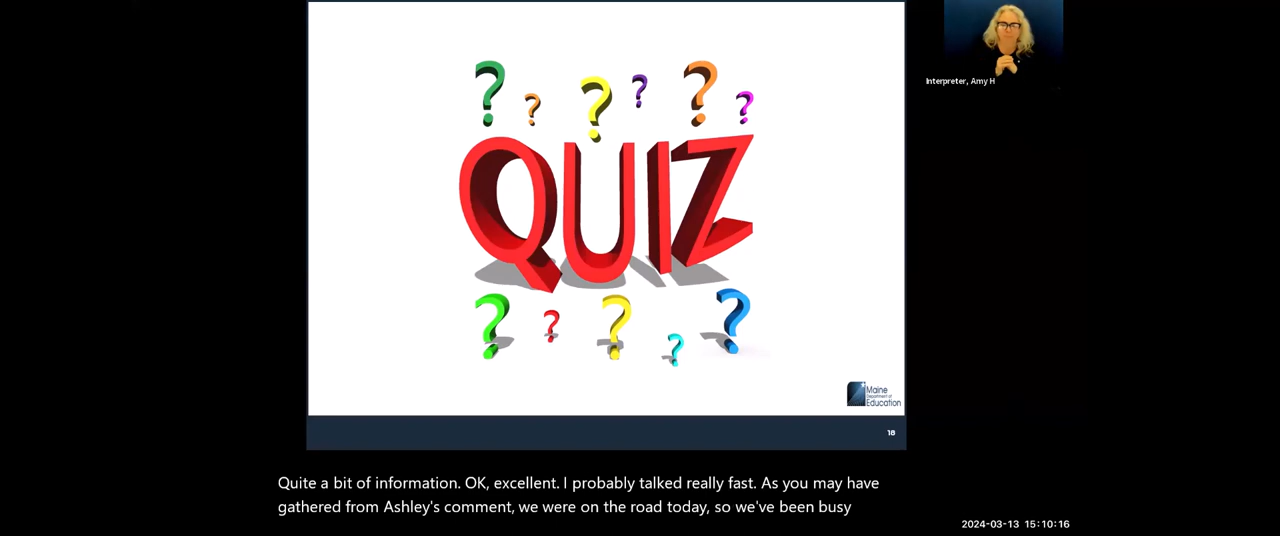 Interpreter, Amy H
? ? ? ? ? ?
QUIZ
? ? ? ? ?
Maine
Department of
Education
18
Quite a bit of information. OK, excellent. I probably talked really fast. As you may have
gathered from Ashley's comment, we were on the road today, so we've been busy
2024-03-13 15:10:16